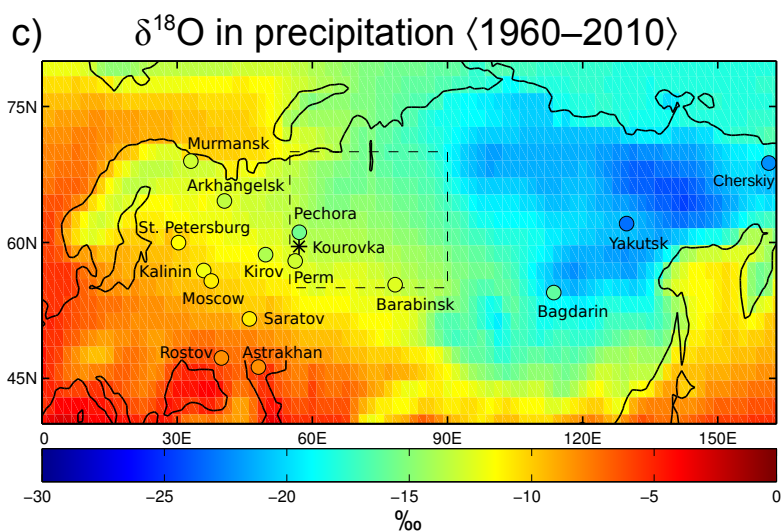 c) δ¹⁸O in precipitation ⟨1960–2010⟩
75N
Murmansk
Cherskiy
Arkhangelsk
Pechora
St. Petersburg
60N
Kourovka
Yakutsk
Kalinin
Kirov
Perm
Moscow
Barabinsk
Bagdarin
Saratov
Rostov
Astrakhan
45N
0 30E 60E 90E 120E 150E
−30 −25 −20 −15 −10 −5 0
‰